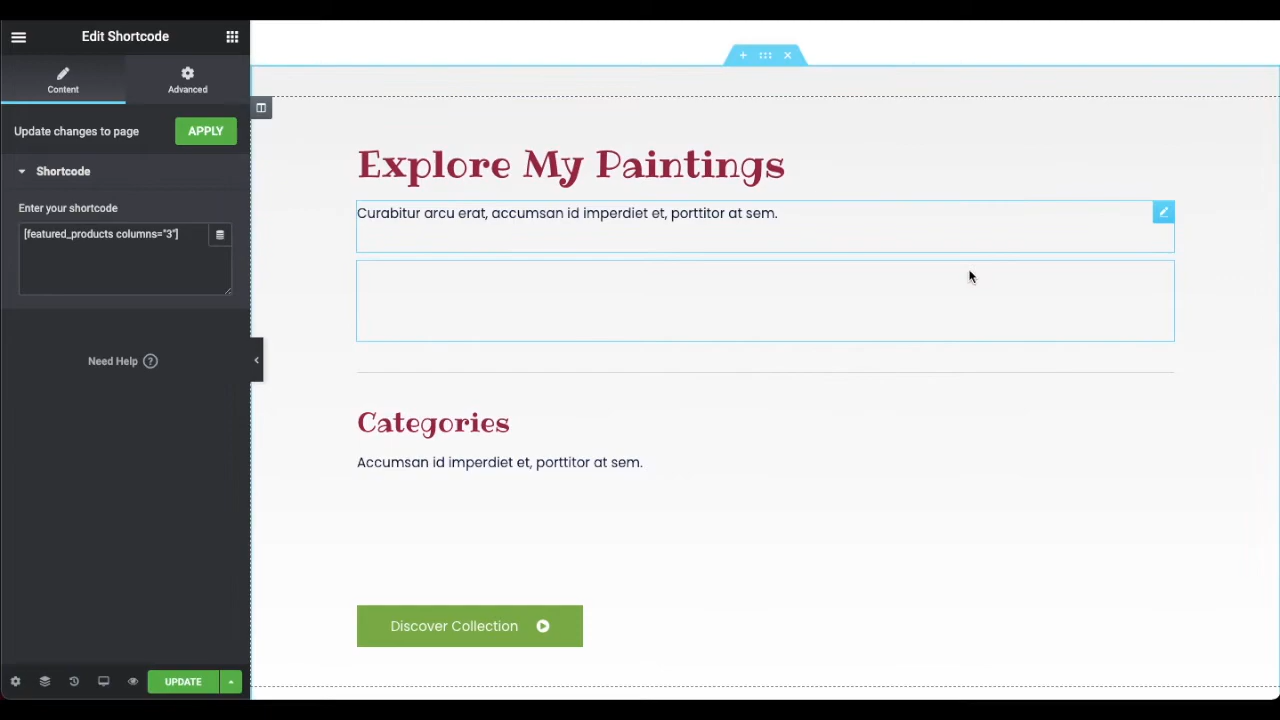 Edit Shortcode
Content
Advanced
Update changes to page
APPLY
Shortcode
Enter your shortcode
[featured_products columns="3"]
Need Help
UPDATE
Explore My Paintings
Curabitur arcu erat, accumsan id imperdiet et, porttitor at sem.
Categories
Accumsan id imperdiet et, porttitor at sem.
Discover Collection